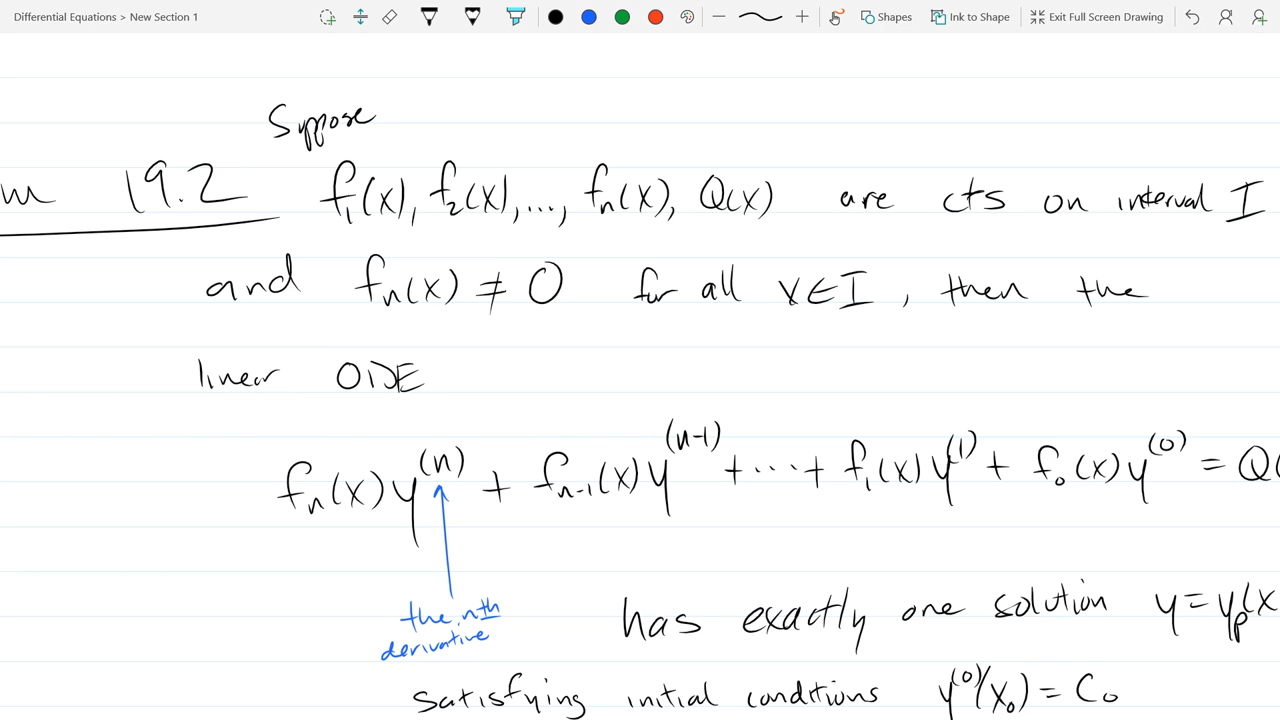 Differential Equations > New Section 1
Shapes
Ink to Shape
Exit Full Screen Drawing
Suppose
m 19.2 f₁(x), f₂(x), ..., fₙ(x), Q(x) are cts on interval I
and fₙ(x) ≠ 0 for all x∈I, then the
linear ODE
fₙ(x)y⁽ⁿ⁾ + fₙ₋₁(x)y⁽ⁿ⁻¹⁾ + ⋯ + f₁(x)y⁽¹⁾ + f₀(x)y⁽⁰⁾ = Q(
the nth
derivative
has exactly one solution y = yₚ(x
satisfying initial conditions y⁽⁰⁾(x₀) = C₀